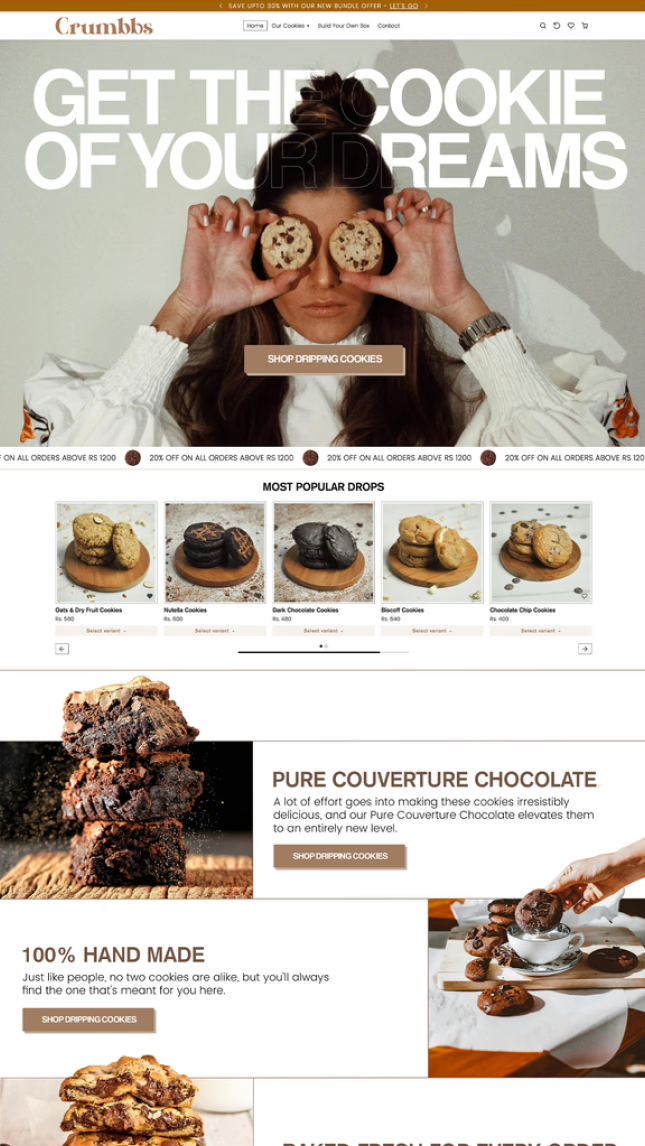 SAVE UPTO 30% WITH OUR NEW BUNDLE OFFER - LET'S GO
Crumbbs
Home Our Cookies Build Your Own Box Contact
GET THE COOKIE
OF YOUR DREAMS
SHOP DRIPPING COOKIES
F ON ALL ORDERS ABOVE RS 1200 20% OFF ON ALL ORDERS ABOVE RS 1200 20% OFF ON ALL ORDERS ABOVE RS 1200 20% OFF ON ALL ORDERS ABOVE RS 120
MOST POPULAR DROPS
Oats & Dry Fruit Cookies Nutella Cookies Dark Chocolate Cookies Biscoff Cookies Chocolate Chip Cookies
Rs. 560 Rs. 600 Rs. 480 Rs. 640 Rs. 400
Select variant Select variant Select variant Select variant Select variant
PURE COUVERTURE CHOCOLATE
A lot of effort goes into making these cookies irresistibly
delicious, and our Pure Couverture Chocolate elevates them
to an entirely new level.
SHOP DRIPPING COOKIES
100% HAND MADE
Just like people, no two cookies are alike, but you'll always
find the one that's meant for you here.
SHOP DRIPPING COOKIES
BAKED FRESH FOR EVERY ORDER